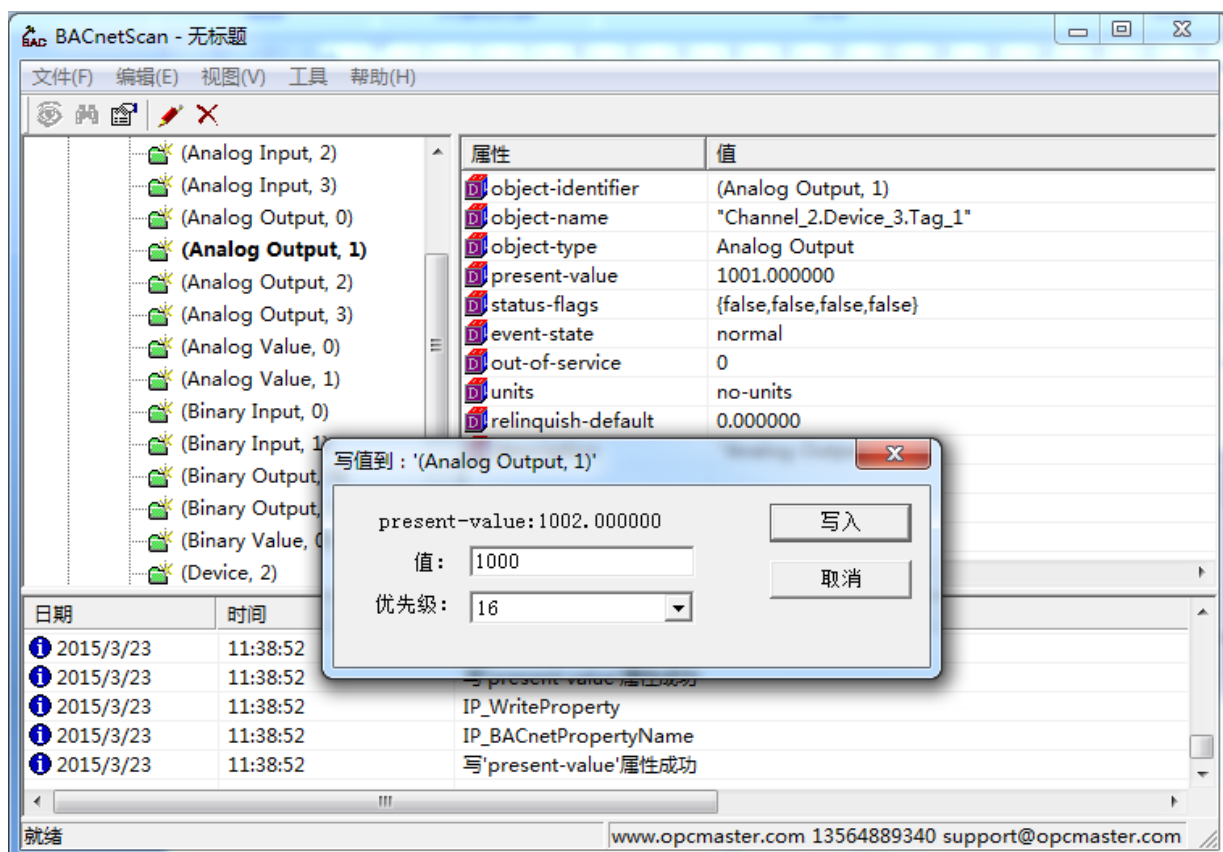 BACnetScan - 无标题
文件(F) 编辑(E) 视图(V) 工具 帮助(H)
(Analog Input, 2)
(Analog Input, 3)
(Analog Output, 0)
(Analog Output, 1)
(Analog Output, 2)
(Analog Output, 3)
(Analog Value, 0)
(Analog Value, 1)
(Binary Input, 0)
(Binary Input, 1
(Binary Output,
(Binary Output,
(Binary Value,
(Device, 2)
属性 值
object-identifier (Analog Output, 1)
object-name "Channel_2.Device_3.Tag_1"
object-type Analog Output
present-value 1001.000000
status-flags {false,false,false,false}
event-state normal
out-of-service 0
units no-units
relinquish-default 0.000000
写值到:'(Analog Output, 1)'
present-value:1002.000000
写入
值: 1000
取消
优先级: 16
日期 时间
2015/3/23 11:38:52
2015/3/23 11:38:52 写'present-value'属性成功
2015/3/23 11:38:52 IP_WriteProperty
2015/3/23 11:38:52 IP_BACnetPropertyName
2015/3/23 11:38:52 写'present-value'属性成功
就绪 www.opcmaster.com 13564889340 support@opcmaster.com